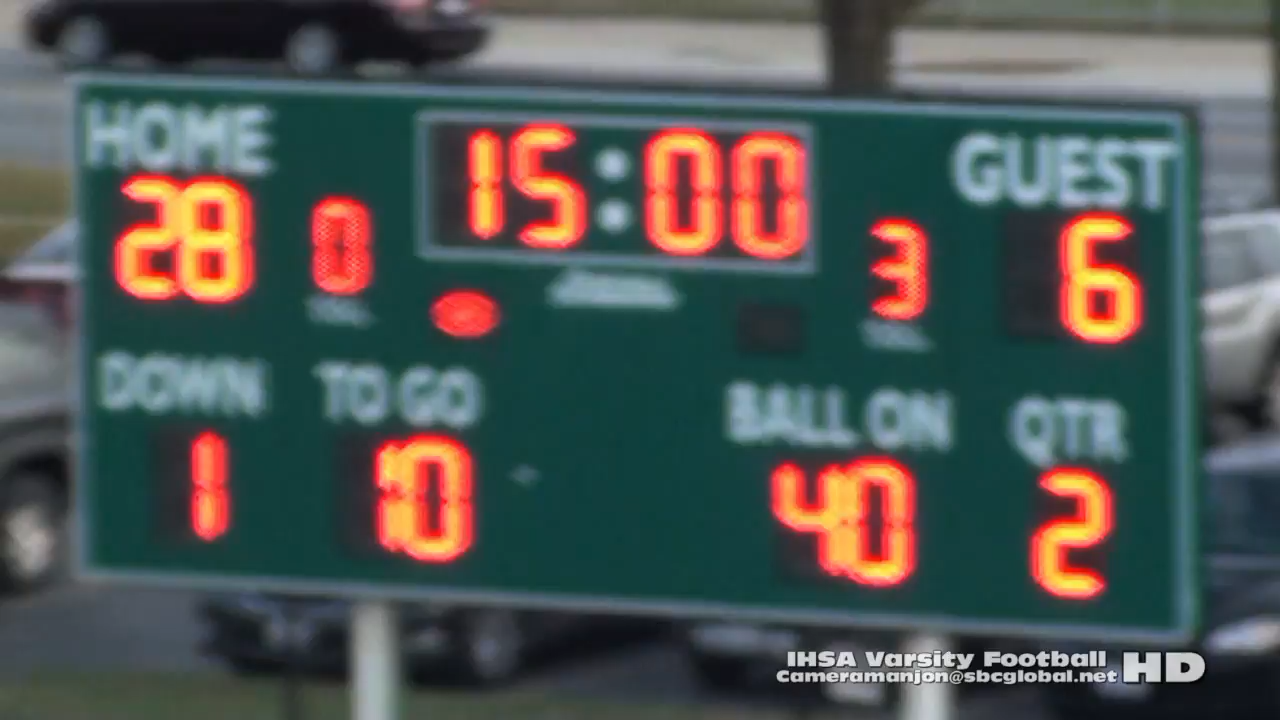 HOME
15:00
GUEST
28
0
3
6
DOWN
TO GO
BALL ON
QTR
1
10
40
2
IHSA Varsity Football HD
Cameramanjon@sbcglobal.net